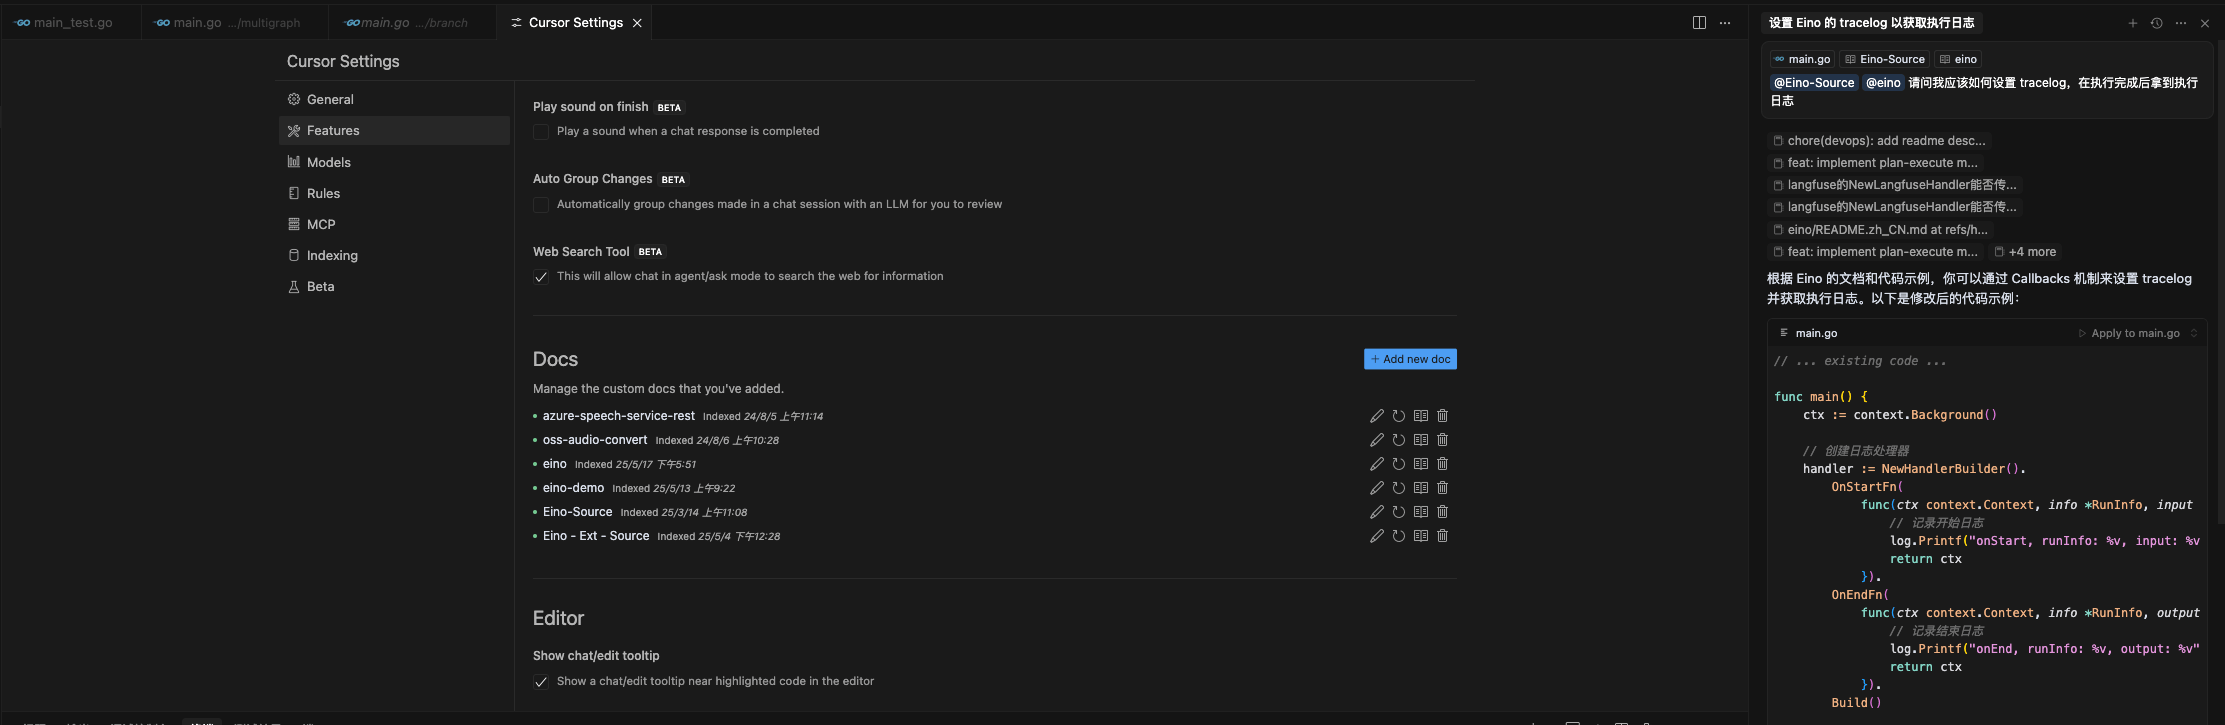 main_test.go
main.go .../multigraph
main.go .../branch
Cursor Settings
Cursor Settings
General
Features
Models
Rules
MCP
Indexing
Beta
Play sound on finish BETA
Play a sound when a chat response is completed
Auto Group Changes BETA
Automatically group changes made in a chat session with an LLM for you to review
Web Search Tool BETA
This will allow chat in agent/ask mode to search the web for information
Docs
+ Add new doc
Manage the custom docs that you've added.
azure-speech-service-rest Indexed 24/8/5 上午11:14
oss-audio-convert Indexed 24/8/6 上午10:28
eino Indexed 25/5/17 下午5:51
eino-demo Indexed 25/5/13 上午9:22
Eino-Source Indexed 25/3/14 上午11:08
Eino - Ext - Source Indexed 25/5/4 下午12:28
Editor
Show chat/edit tooltip
Show a chat/edit tooltip near highlighted code in the editor
设置 Eino 的 tracelog 以获取执行日志
main.go Eino-Source eino
@Eino-Source @eino 请问我应该如何设置 tracelog，在执行完成后拿到执行
日志
chore(devops): add readme desc...
feat: implement plan-execute m...
langfuse的NewLangfuseHandler能否传...
langfuse的NewLangfuseHandler能否传...
eino/README.zh_CN.md at refs/h...
feat: implement plan-execute m... +4 more
根据 Eino 的文档和代码示例，你可以通过 Callbacks 机制来设置 tracelog
并获取执行日志。以下是修改后的代码示例：
main.go Apply to main.go
// ... existing code ...
func main() {
ctx := context.Background()
// 创建日志处理器
handler := NewHandlerBuilder().
OnStartFn(
func(ctx context.Context, info *RunInfo, input
// 记录开始日志
log.Printf("onStart, runInfo: %v, input: %v
return ctx
}).
OnEndFn(
func(ctx context.Context, info *RunInfo, output
// 记录结束日志
log.Printf("onEnd, runInfo: %v, output: %v"
return ctx
}).
Build()